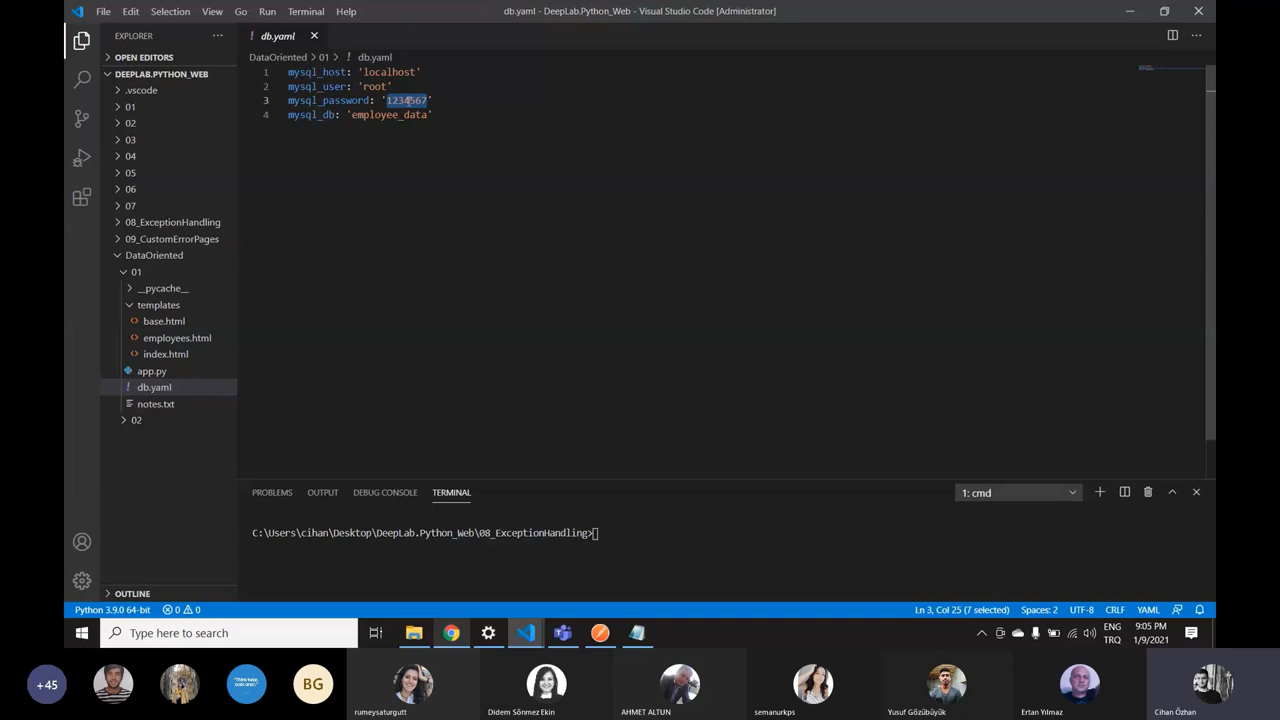 File Edit Selection View Go Run Terminal Help
db.yaml - DeepLab.Python_Web - Visual Studio Code [Administrator]
EXPLORER
db.yaml
OPEN EDITORS
DataOriented > 01 > ! db.yaml
DEEPLAB.PYTHON_WEB
1 mysql_host: 'localhost'
2 mysql_user: 'root'
3 mysql_password: '1234567'
4 mysql_db: 'employee_data'
.vscode
01
02
03
04
05
06
07
08_ExceptionHandling
09_CustomErrorPages
DataOriented
01
__pycache__
templates
base.html
employees.html
index.html
app.py
! db.yaml
notes.txt
02
PROBLEMS OUTPUT DEBUG CONSOLE TERMINAL
1: cmd
C:\Users\cihan\Desktop\DeepLab.Python_Web\08_ExceptionHandling>
OUTLINE
Python 3.9.0 64-bit 0 0
Ln 3, Col 25 (7 selected) Spaces: 2 UTF-8 CRLF YAML
Type here to search
ENG
TRQ
9:05 PM
1/9/2021
+45
Think twice, code once.
BG
rumeysaturgutt
Didem Sönmez Ekin
AHMET ALTUN
semanurkps
Yusuf Gözübüyük
Ertan Yılmaz
Cihan Özhan